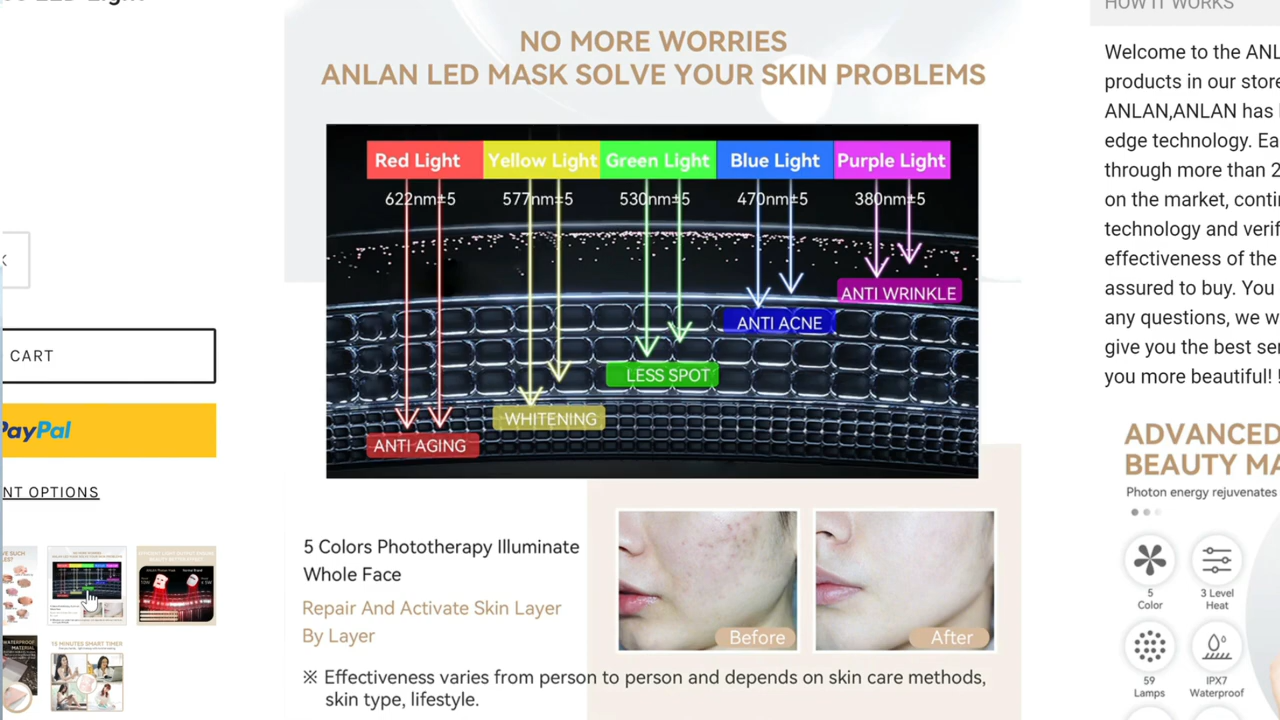 CART
PayPal
NT OPTIONS
NO MORE WORRIES
ANLAN LED MASK SOLVE YOUR SKIN PROBLEMS
Red Light Yellow Light Green Light Blue Light Purple Light
622nm±5 577nm±5 530nm±5 470nm±5 380nm±5
ANTI WRINKLE
ANTI ACNE
LESS SPOT
WHITENING
ANTI AGING
5 Colors Phototherapy Illuminate
Whole Face
Repair And Activate Skin Layer
By Layer
Before
After
※ Effectiveness varies from person to person and depends on skin care methods,
skin type, lifestyle.
HOW IT WORKS
Welcome to the ANL
products in our store
ANLAN,ANLAN has
edge technology. Ea
through more than 2
on the market, conti
technology and verif
effectiveness of the
assured to buy. You
any questions, we w
give you the best ser
you more beautiful! !
ADVANCED
BEAUTY MA
Photon energy rejuvenates
5
Color
3 Level
Heat
59
Lamps
IPX7
Waterproof